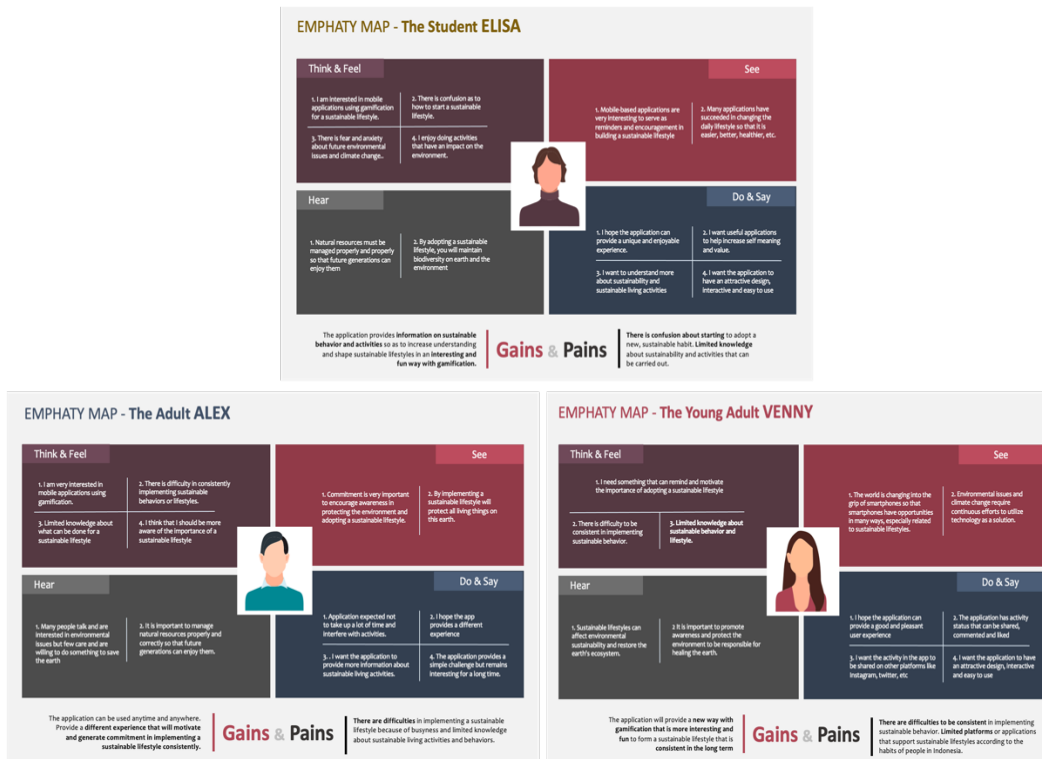 EMPHATY MAP - The Student ELISA
Think & Feel
1. I am interested in mobile
applications using gamification
for a sustainable lifestyle.
2. There is confusion as to
how to start a sustainable
lifestyle.
3. There is fear and anxiety
about future environmental
issues and climate change..
4. I enjoy doing activities
that have an impact on the
environment.
See
1. Mobile-based applications are
very interesting to serve as
reminders and encouragement in
building a sustainable lifestyle
2. Many applications have
succeeded in changing the
daily lifestyle so that it is
easier, better, healthier, etc.
Hear
1. Natural resources must be
managed properly and properly
so that future generations can
enjoy them
2. By adopting a sustainable
lifestyle, you will maintain
biodiversity on earth and the
environment
Do & Say
1. I hope the application can
provide a unique and enjoyable
experience.
2. I want useful applications
to help increase self meaning
and value.
3. I want to understand more
about sustainability and
sustainable living activities
4. I want the application to
have an attractive design,
interactive and easy to use
The application provides information on sustainable
behavior and activities so as to increase understanding
and shape sustainable lifestyles in an interesting and
fun way with gamification.
Gains & Pains
There is confusion about starting to adopt a
new, sustainable habit. Limited knowledge
about sustainability and activities that can
be carried out.
EMPHATY MAP - The Adult ALEX
Think & Feel
1. I am very interested in
mobile applications using
gamification.
2. There is difficulty in consistently
implementing sustainable
behaviors or lifestyles.
3. Limited knowledge about
what can be done for a
sustainable lifestyle
4. I think that I should be more
aware of the importance of a
sustainable lifestyle
See
1. Commitment is very important
to encourage awareness in
protecting the environment and
adopting a sustainable lifestyle.
2. By implementing a
sustainable lifestyle will
protect all living things on
this earth.
Hear
1. Many people talk and are
interested in environmental
issues but few care and are
willing to do something to save
the earth
2. It is important to manage
natural resources properly and
correctly so that future
generations can enjoy them.
Do & Say
1. Application expected not
to take up a lot of time and
interfere with activities.
2. I hope the app
provides a different
experience
3. . I want the application to
provide more information about
sustainable living activities.
4. The application provides a
simple challenge but remains
interesting for a long time.
The application can be used anytime and anywhere.
Provide a different experience that will motivate
and generate commitment in implementing a
sustainable lifestyle consistently.
Gains & Pains
There are difficulties in implementing a sustainable
lifestyle because of busyness and limited knowledge
about sustainable living activities and behaviors.
EMPHATY MAP - The Young Adult VENNY
Think & Feel
1. I need something that can remind and motivate
the importance of adopting a sustainable lifestyle
2. There is difficulty to be
consistent in implementing
sustainable behavior.
3. Limited knowledge about
sustainable behavior and
lifestyle.
See
1. The world is changing into the
grip of smartphones so that
smartphones have opportunities
in many ways, especially related
to sustainable lifestyles.
2. Environmental issues and
climate change require
continuous efforts to utilize
technology as a solution.
Hear
1. Sustainable lifestyles can
affect environmental
sustainability and restore the
earth's ecosystem.
2 It is important to promote
awareness and protect the
environment to be responsible for
healing the earth.
Do & Say
1. I hope the application can
provide a good and pleasant
user experience
2. The application has activity
status that can be shared,
commented and liked
3. I want the activity in the app to
be shared on other platforms like
Instagram, twitter, etc
4. I want the application to have
an attractive design, interactive
and easy to use
The application will provide a new way with
gamification that is more interesting and
fun to form a sustainable lifestyle that is
consistent in the long term
Gains & Pains
There are difficulties to be consistent in implementing
sustainable behavior. Limited platforms or applications
that support sustainable lifestyles according to the
habits of people in Indonesia.